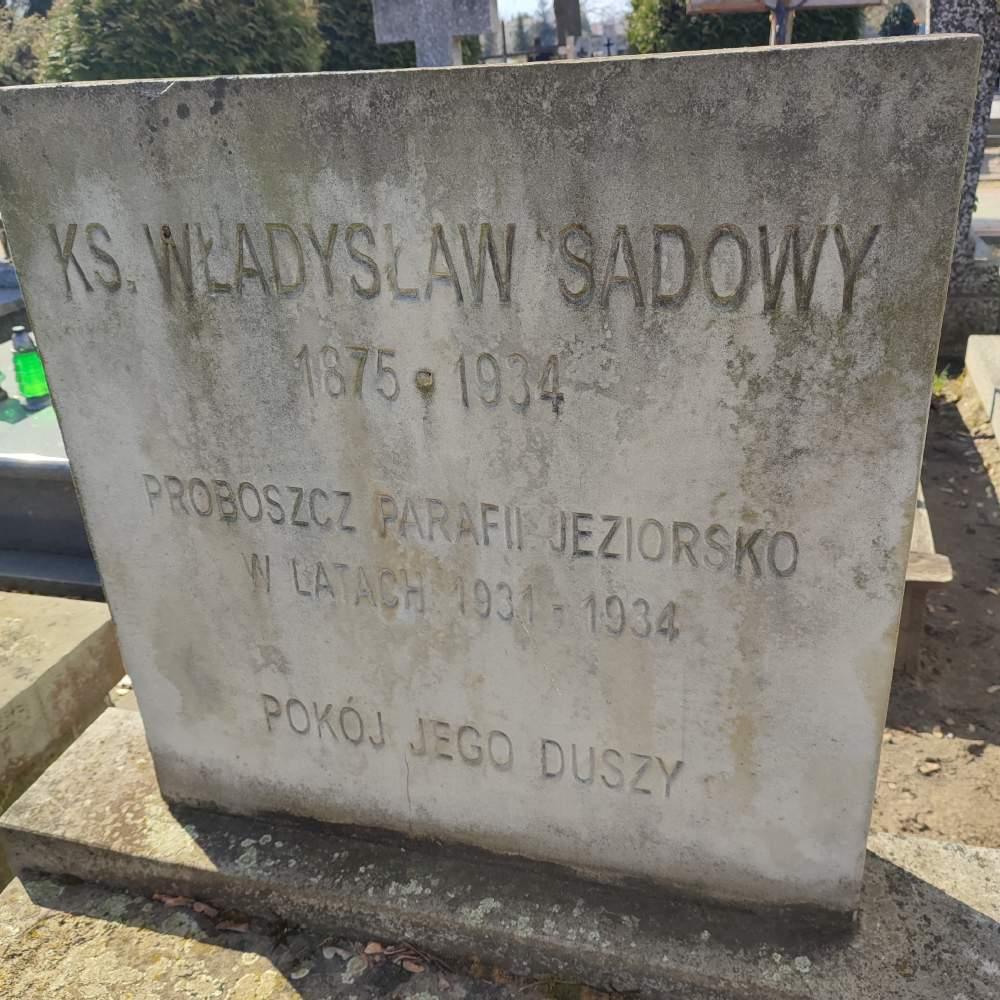 KS. WŁADYSŁAW SADOWY
1875 • 1934
PROBOSZCZ PARAFII JEZIORSKO
W LATACH 1931 - 1934
POKÓJ JEGO DUSZY